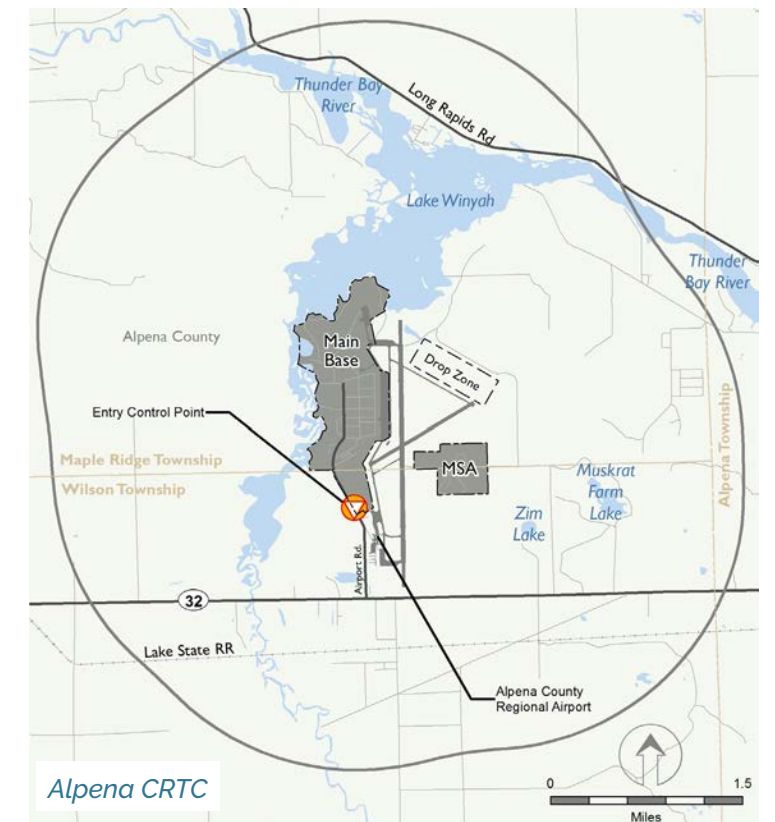 Thunder Bay
River
Long Rapids Rd
Lake Winyah
Thunder
Bay River
Alpena County
Main
Base
Drop Zone
Entry Control Point
Maple Ridge Township
Wilson Township
MSA
Muskrat
Farm
Lake
Zim
Lake
Alpena Township
Airport Rd.
32
Lake State RR
Alpena County
Regional Airport
Alpena CRTC
0 1.5
Miles